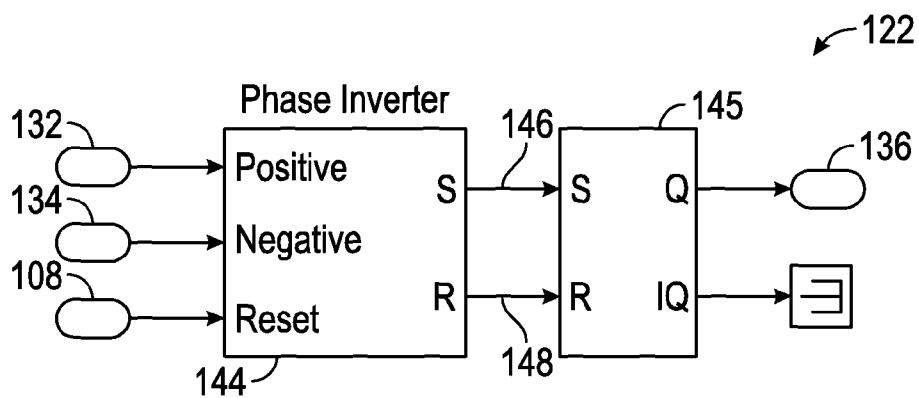 122
Phase Inverter
132
Positive
134
Negative
108
Reset
144
S
R
146
148
145
S
R
Q
IQ
136